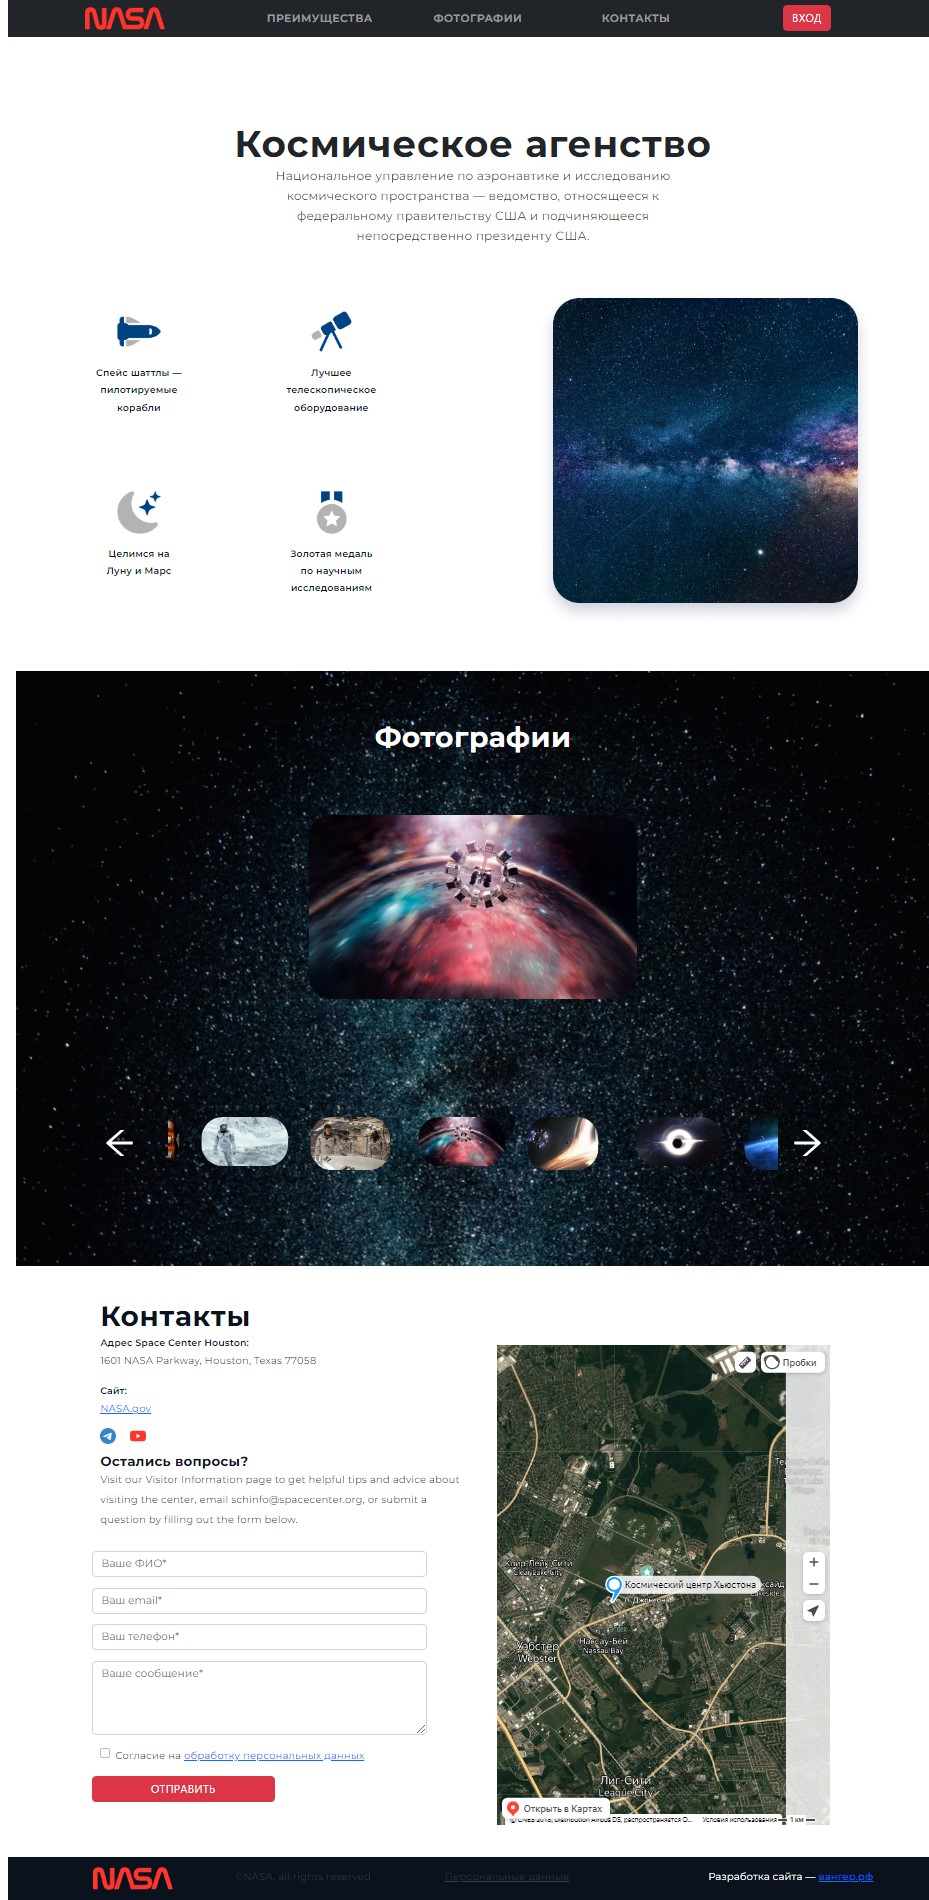 NASA
ПРЕИМУЩЕСТВА
ФОТОГРАФИИ
КОНТАКТЫ
ВХОД
Космическое агенство
Национальное управление по аэронавтике и исследованию
космического пространства — ведомство, относящееся к
федеральному правительству США и подчиняющееся
непосредственно президенту США.
Спейс шаттлы —
пилотируемые
корабли
Лучшее
телескопическое
оборудование
Целимся на
Луну и Марс
Золотая медаль
по научным
исследованиям
Фотографии
Контакты
Адрес Space Center Houston:
1601 NASA Parkway, Houston, Texas 77058
Сайт:
NASA.gov
Остались вопросы?
Visit our Visitor Information page to get helpful tips and advice about
visiting the center, email schinfo@spacecenter.org, or submit a
question by filling out the form below.
Ваше ФИО*
Ваш email*
Ваш телефон*
Ваше сообщение*
Согласие на обработку персональных данных
ОТПРАВИТЬ
Пробки
Клир-Лейк-Сити
Clear Lake City
Космический центр Хьюстона
Уэбстер
Webster
Нассау-Бей
Nassau Bay
Лиг-Сити
League City
Открыть в Картах
Условия использования
1 км
NASA
©NASA, all rights reserved
Персональные данные
Разработка сайта — вангер.рф